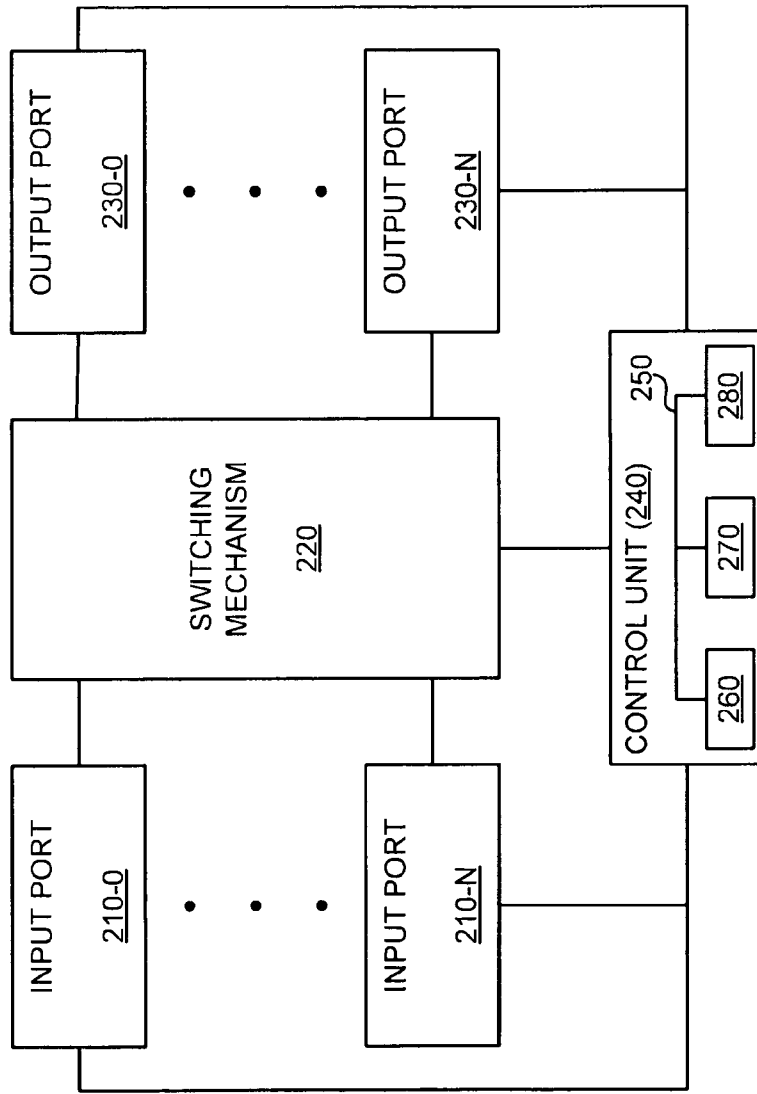 INPUT PORT
210-0
INPUT PORT
210-N
SWITCHING
MECHANISM
220
OUTPUT PORT
230-0
OUTPUT PORT
230-N
CONTROL UNIT (240)
250
260
270
280